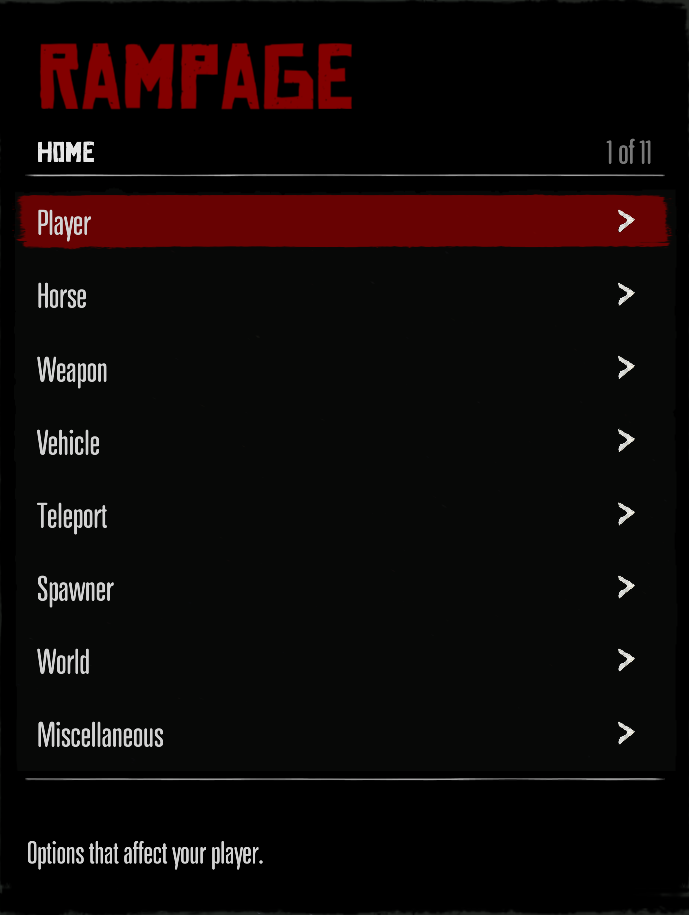 RAMPAGE
HOME 1 of 11
Player >
Horse >
Weapon >
Vehicle >
Teleport >
Spawner >
World >
Miscellaneous >
Options that affect your player.